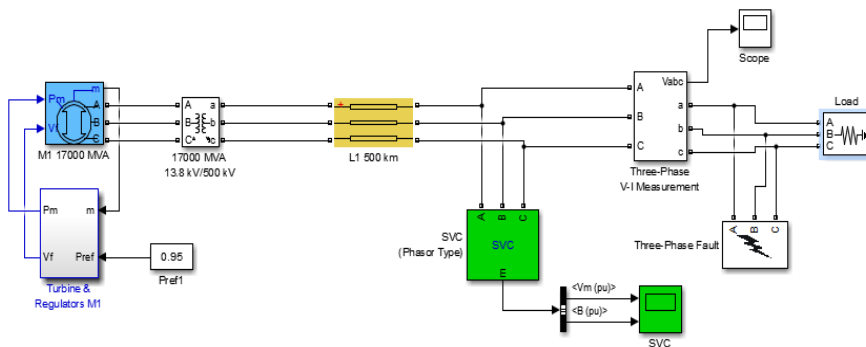 Scope
Vabc
A
a
B
b
C
c
Three-Phase
V-I Measurement
Load
A
B
C
Pm
m
A
B
Vf
C
M1 17000 MVA
A
a
B
b
C
c
17000 MVA
13.8 kV/500 kV
+
L1 500 km
Pm
m
Vf
Pref
Turbine &
Regulators M1
0.95
Pref1
A
B
C
SVC
m
SVC
(Phasor Type)
<Vm (pu)>
<B (pu)>
SVC
A
B
C
Three-Phase Fault